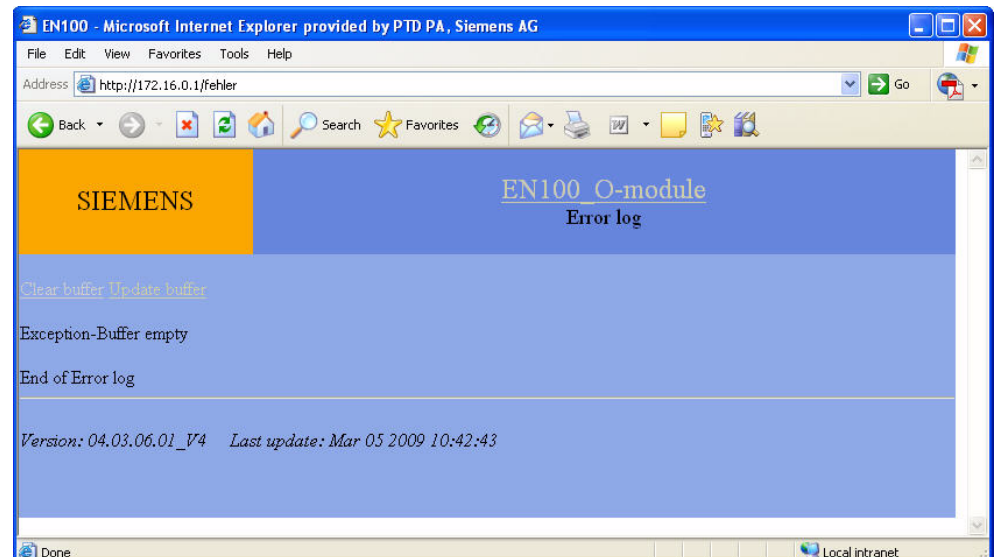 EN100 - Microsoft Internet Explorer provided by PTD PA, Siemens AG
File Edit View Favorites Tools Help
Address http://172.16.0.1/fehler Go
Back Search Favorites
SIEMENS
EN100_O-module
Error log
Clear buffer Update buffer
Exception-Buffer empty
End of Error log
Version: 04.03.06.01_V4 Last update: Mar 05 2009 10:42:43
Done Local intranet